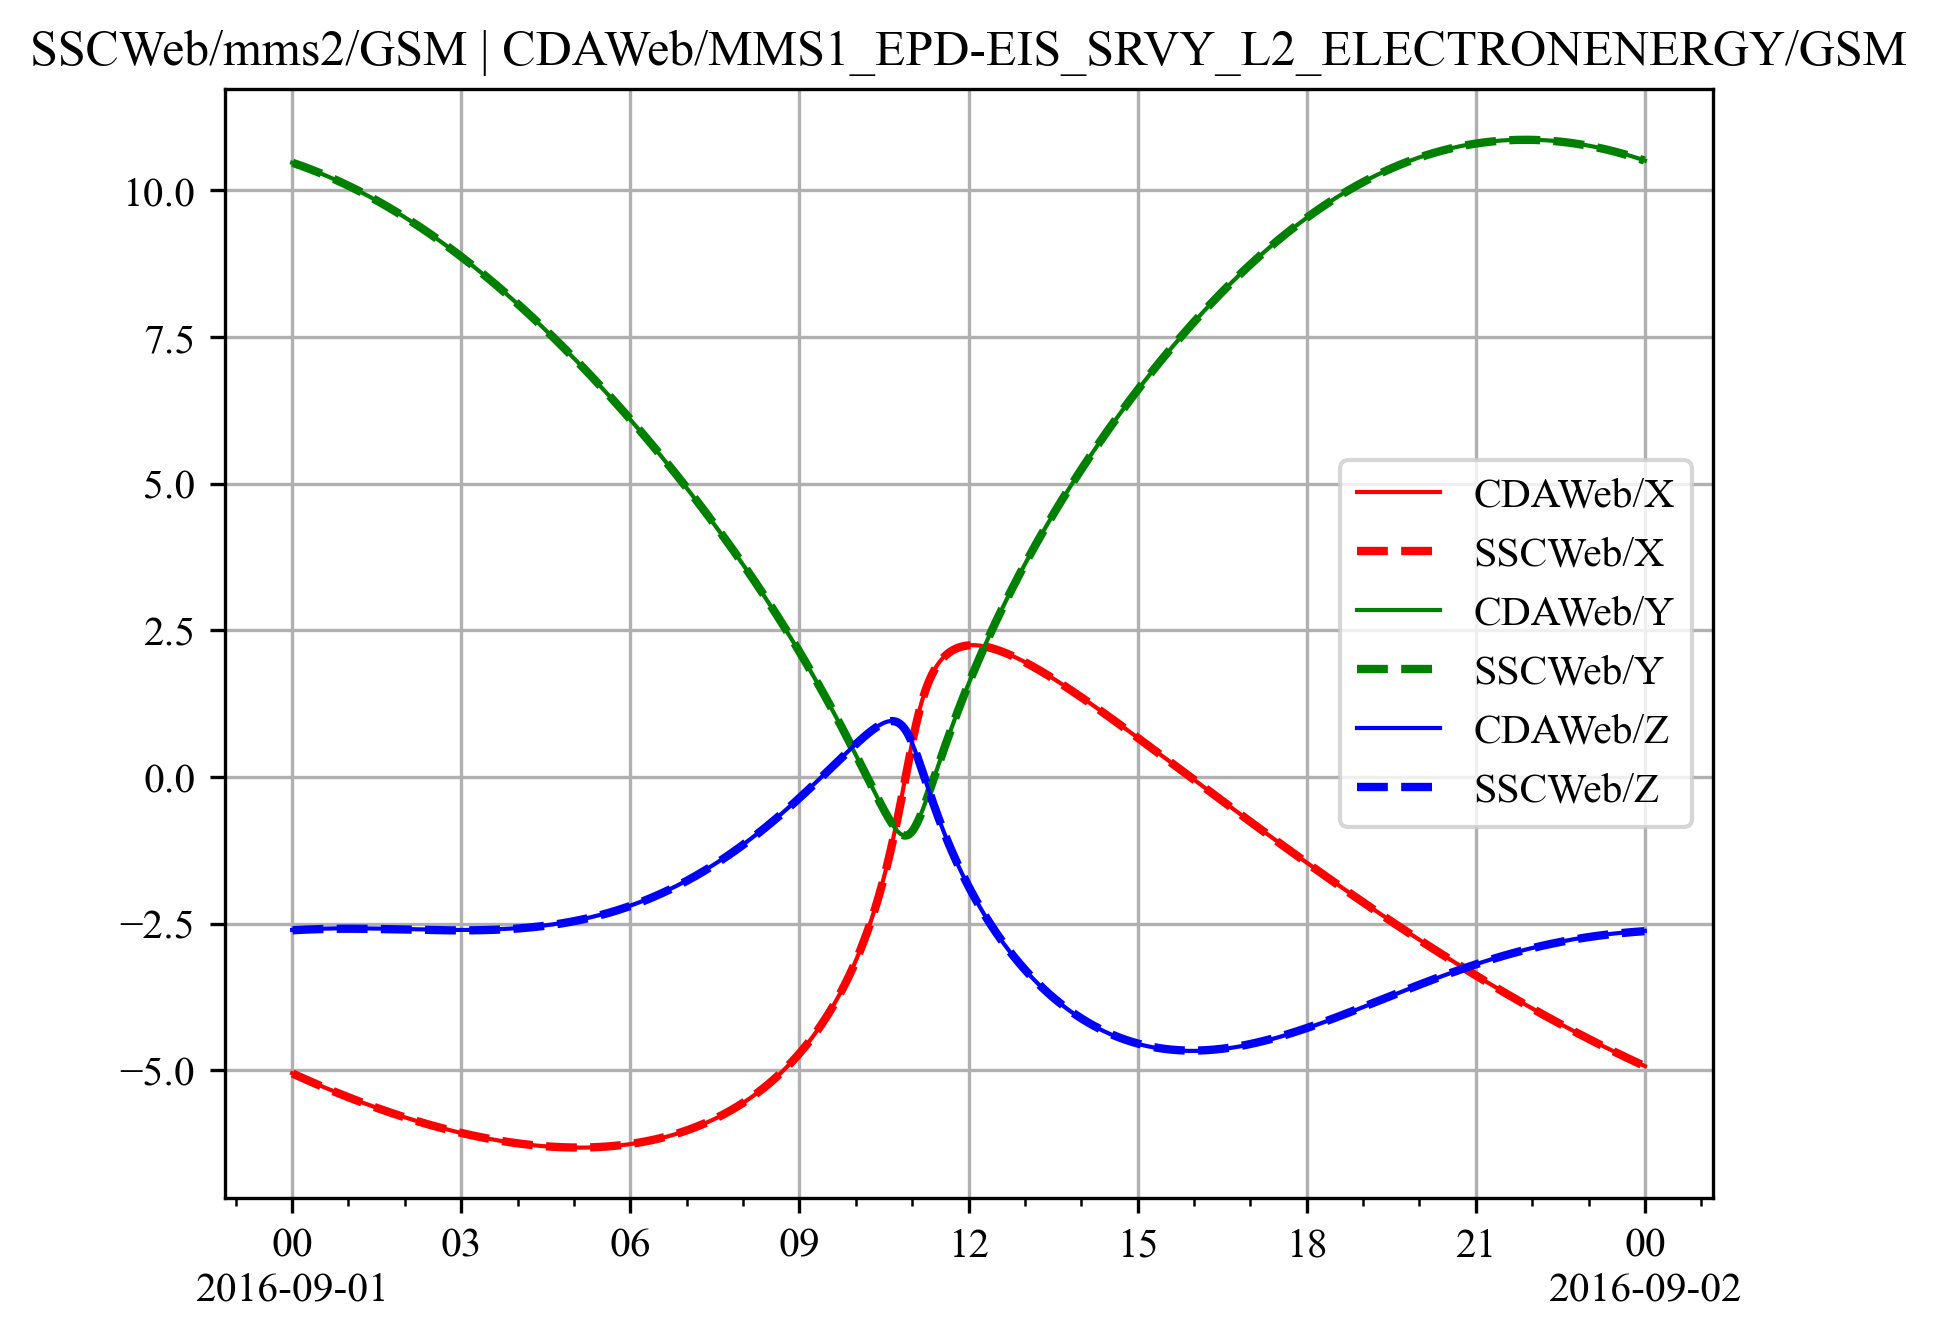 SSCWeb/mms2/GSM | CDAWeb/MMS1_EPD-EIS_SRVY_L2_ELECTRONENERGY/GSM
10.0
7.5
5.0
2.5
0.0
−2.5
−5.0
CDAWeb/X
SSCWeb/X
CDAWeb/Y
SSCWeb/Y
CDAWeb/Z
SSCWeb/Z
00 03 06 09 12 15 18 21 00
2016-09-01 2016-09-02